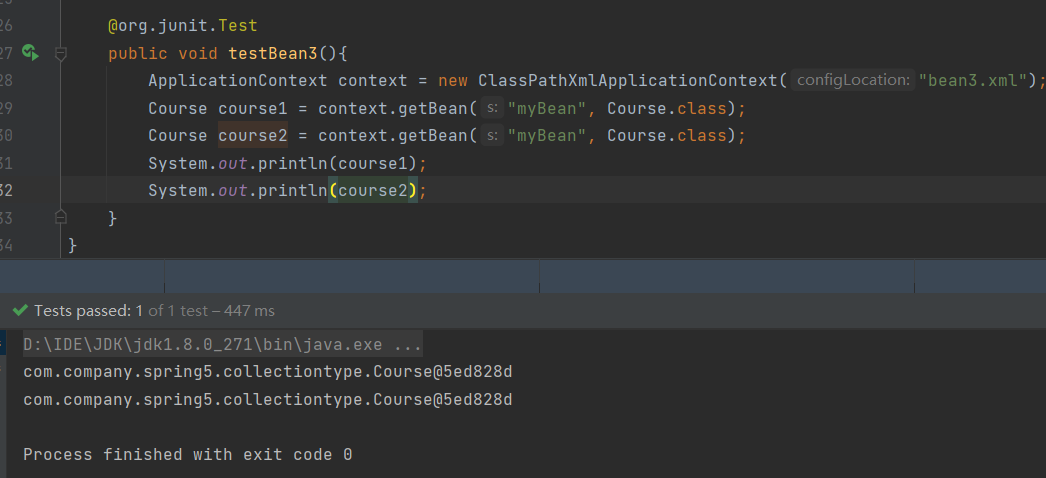 26 @org.junit.Test
27 public void testBean3(){
28 ApplicationContext context = new ClassPathXmlApplicationContext( configLocation: "bean3.xml");
29 Course course1 = context.getBean( s: "myBean", Course.class);
30 Course course2 = context.getBean( s: "myBean", Course.class);
31 System.out.println(course1);
32 System.out.println(course2);
33 }
34 }
Tests passed: 1 of 1 test – 447 ms
D:\IDE\JDK\jdk1.8.0_271\bin\java.exe ...
com.company.spring5.collectiontype.Course@5ed828d
com.company.spring5.collectiontype.Course@5ed828d
Process finished with exit code 0